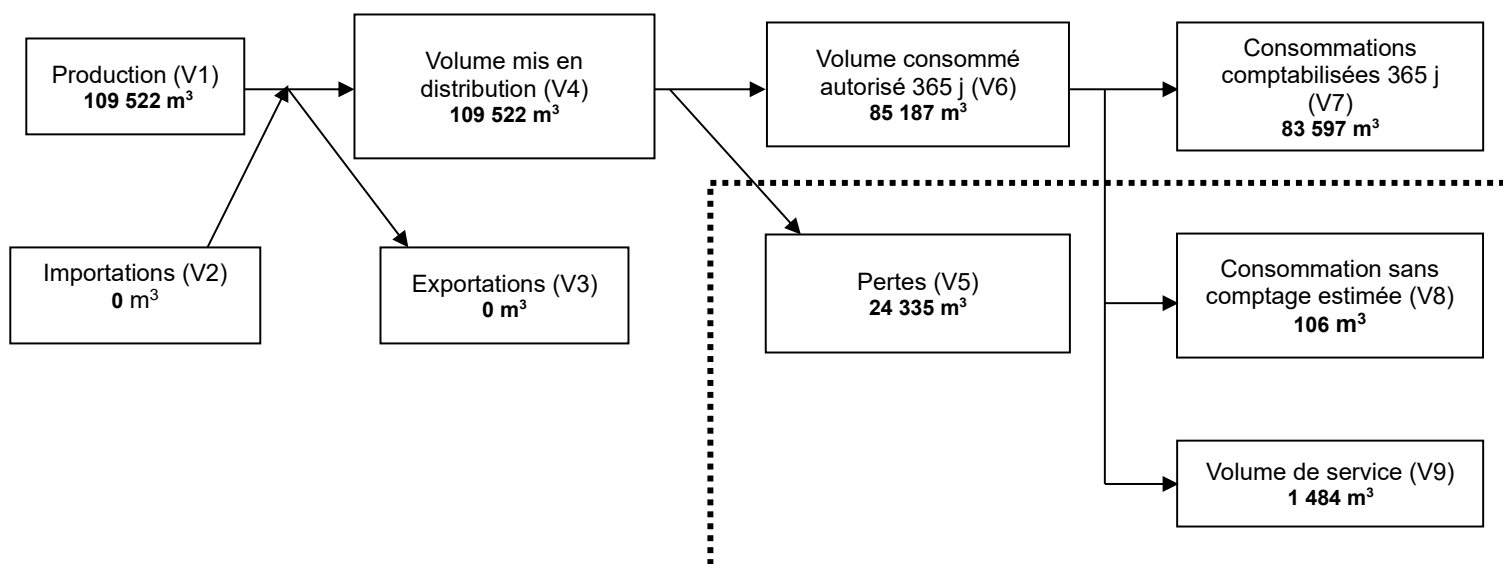 Production (V1)
109 522 m³
Volume mis en
distribution (V4)
109 522 m³
Volume consommé
autorisé 365 j (V6)
85 187 m³
Consommations
comptabilisées 365 j
(V7)
83 597 m³
Importations (V2)
0 m³
Exportations (V3)
0 m³
Pertes (V5)
24 335 m³
Consommation sans
comptage estimée (V8)
106 m³
Volume de service (V9)
1 484 m³